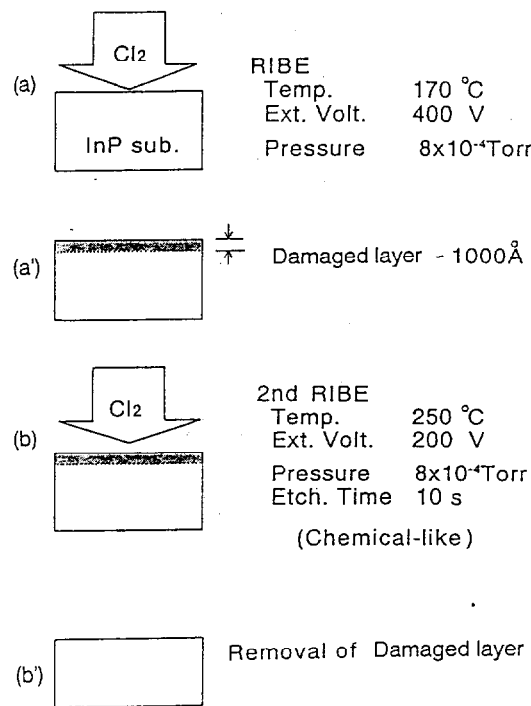 Cl2
(a)
RIBE
Temp. 170 °C
Ext. Volt. 400 V
InP sub.
Pressure 8x10⁻⁴Torr
(a')
Damaged layer - 1000Å
Cl2
(b)
2nd RIBE
Temp. 250 °C
Ext. Volt. 200 V
Pressure 8x10⁻⁴Torr
Etch. Time 10 s
(Chemical-like)
(b')
Removal of Damaged layer